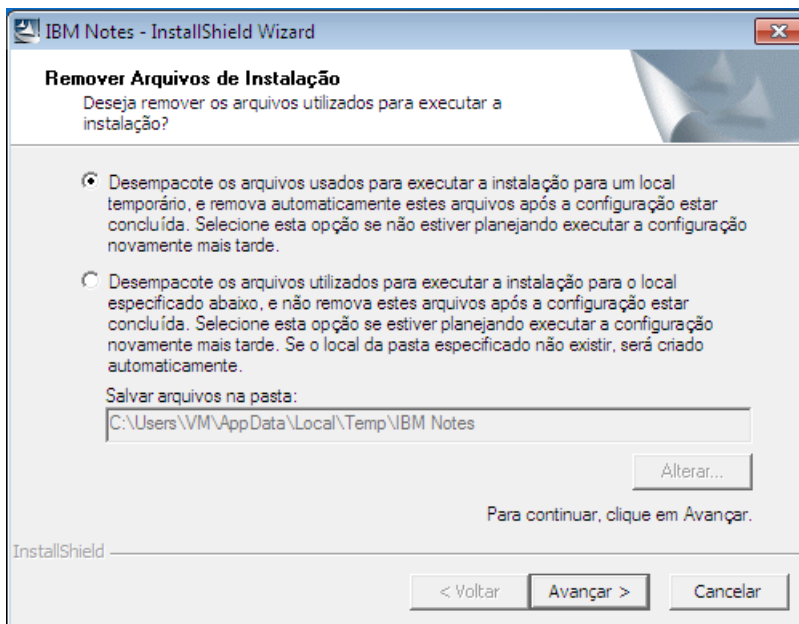 IBM Notes - InstallShield Wizard
Remover Arquivos de Instalação
Deseja remover os arquivos utilizados para executar a
instalação?
Desempacote os arquivos usados para executar a instalação para um local
temporário, e remova automaticamente estes arquivos após a configuração estar
concluída. Selecione esta opção se não estiver planejando executar a configuração
novamente mais tarde.
Desempacote os arquivos utilizados para executar a instalação para o local
especificado abaixo, e não remova estes arquivos após a configuração estar
concluída. Selecione esta opção se estiver planejando executar a configuração
novamente mais tarde. Se o local da pasta especificado não existir, será criado
automaticamente.
Salvar arquivos na pasta:
C:\Users\VM\AppData\Local\Temp\IBM Notes
Alterar...
Para continuar, clique em Avançar.
InstallShield
< Voltar
Avançar >
Cancelar